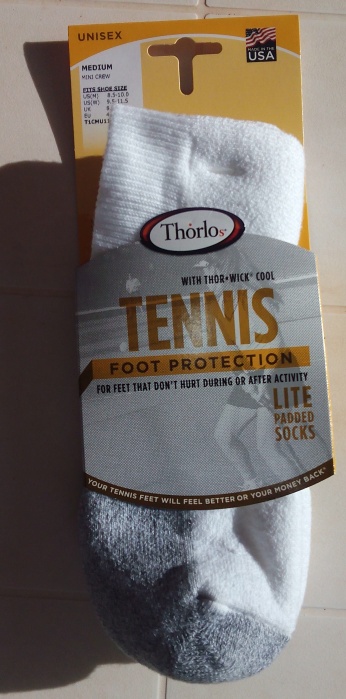 UNISEX
MADE IN THE
USA
MEDIUM
MINI CREW
FITS SHOE SIZE
US(M) 8.5-10.0
US(W) 9.5-11.5
UK
EU
Thorlos®
WITH THOR•WICK® COOL
TENNIS
FOOT PROTECTION
FOR FEET THAT DON'T HURT DURING OR AFTER ACTIVITY
LITE
PADDED
SOCKS
YOUR TENNIS FEET WILL FEEL BETTER OR YOUR MONEY BACK®